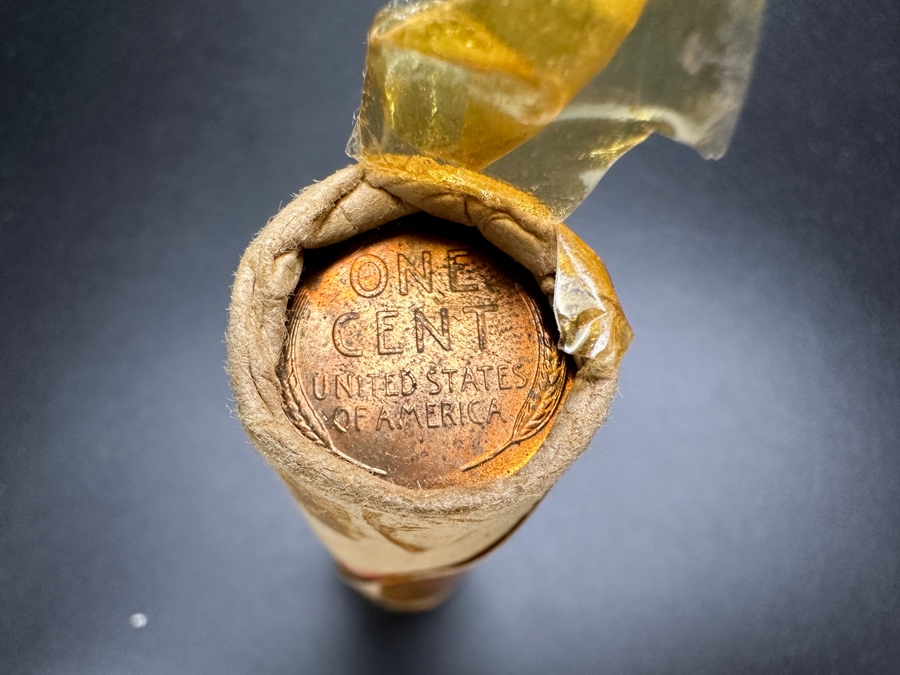 ONE
CENT
UNITED STATES
OF AMERICA